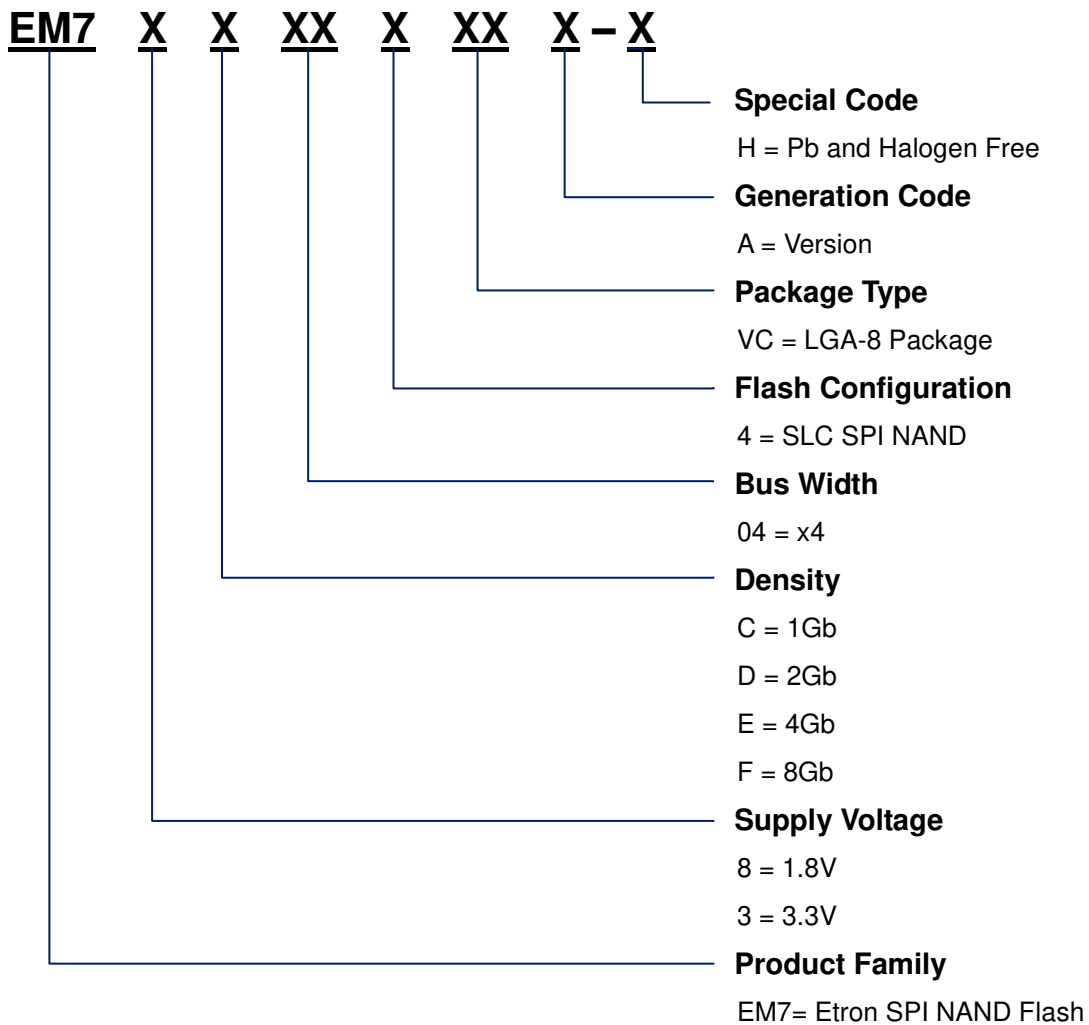 EM7 X X XX X XX X – X
Special Code
H = Pb and Halogen Free
Generation Code
A = Version
Package Type
VC = LGA-8 Package
Flash Configuration
4 = SLC SPI NAND
Bus Width
04 = x4
Density
C = 1Gb
D = 2Gb
E = 4Gb
F = 8Gb
Supply Voltage
8 = 1.8V
3 = 3.3V
Product Family
EM7= Etron SPI NAND Flash